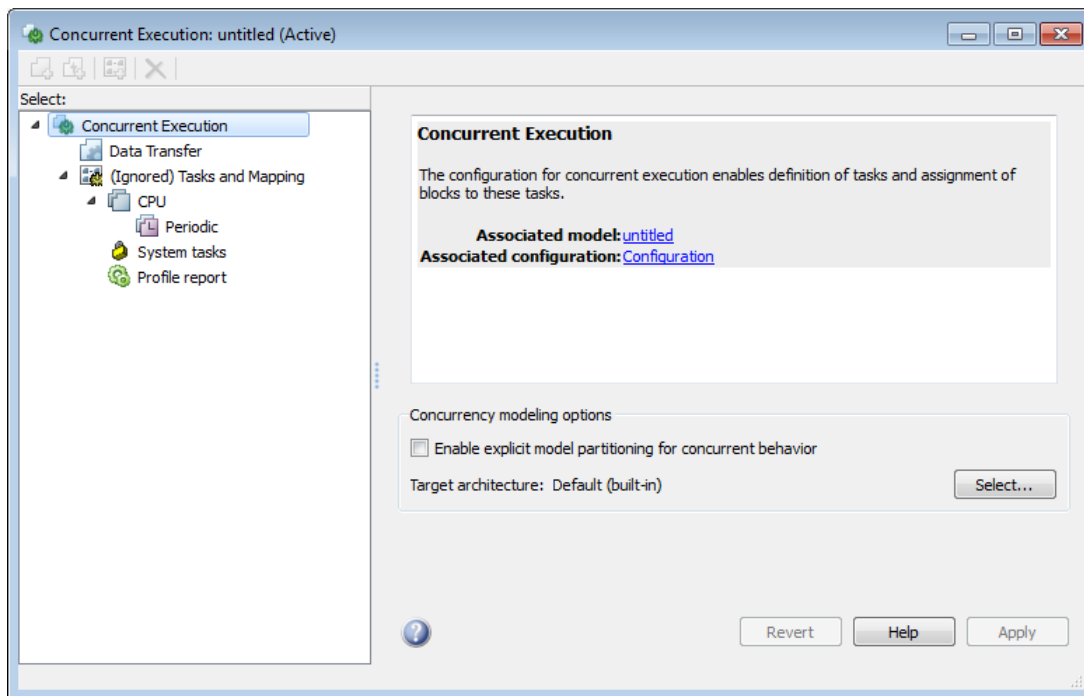 Concurrent Execution: untitled (Active)
Select:
Concurrent Execution
Data Transfer
(Ignored) Tasks and Mapping
CPU
Periodic
System tasks
Profile report
Concurrent Execution
The configuration for concurrent execution enables definition of tasks and assignment of
blocks to these tasks.
Associated model: untitled
Associated configuration: Configuration
Concurrency modeling options
Enable explicit model partitioning for concurrent behavior
Target architecture: Default (built-in)
Select...
Revert
Help
Apply